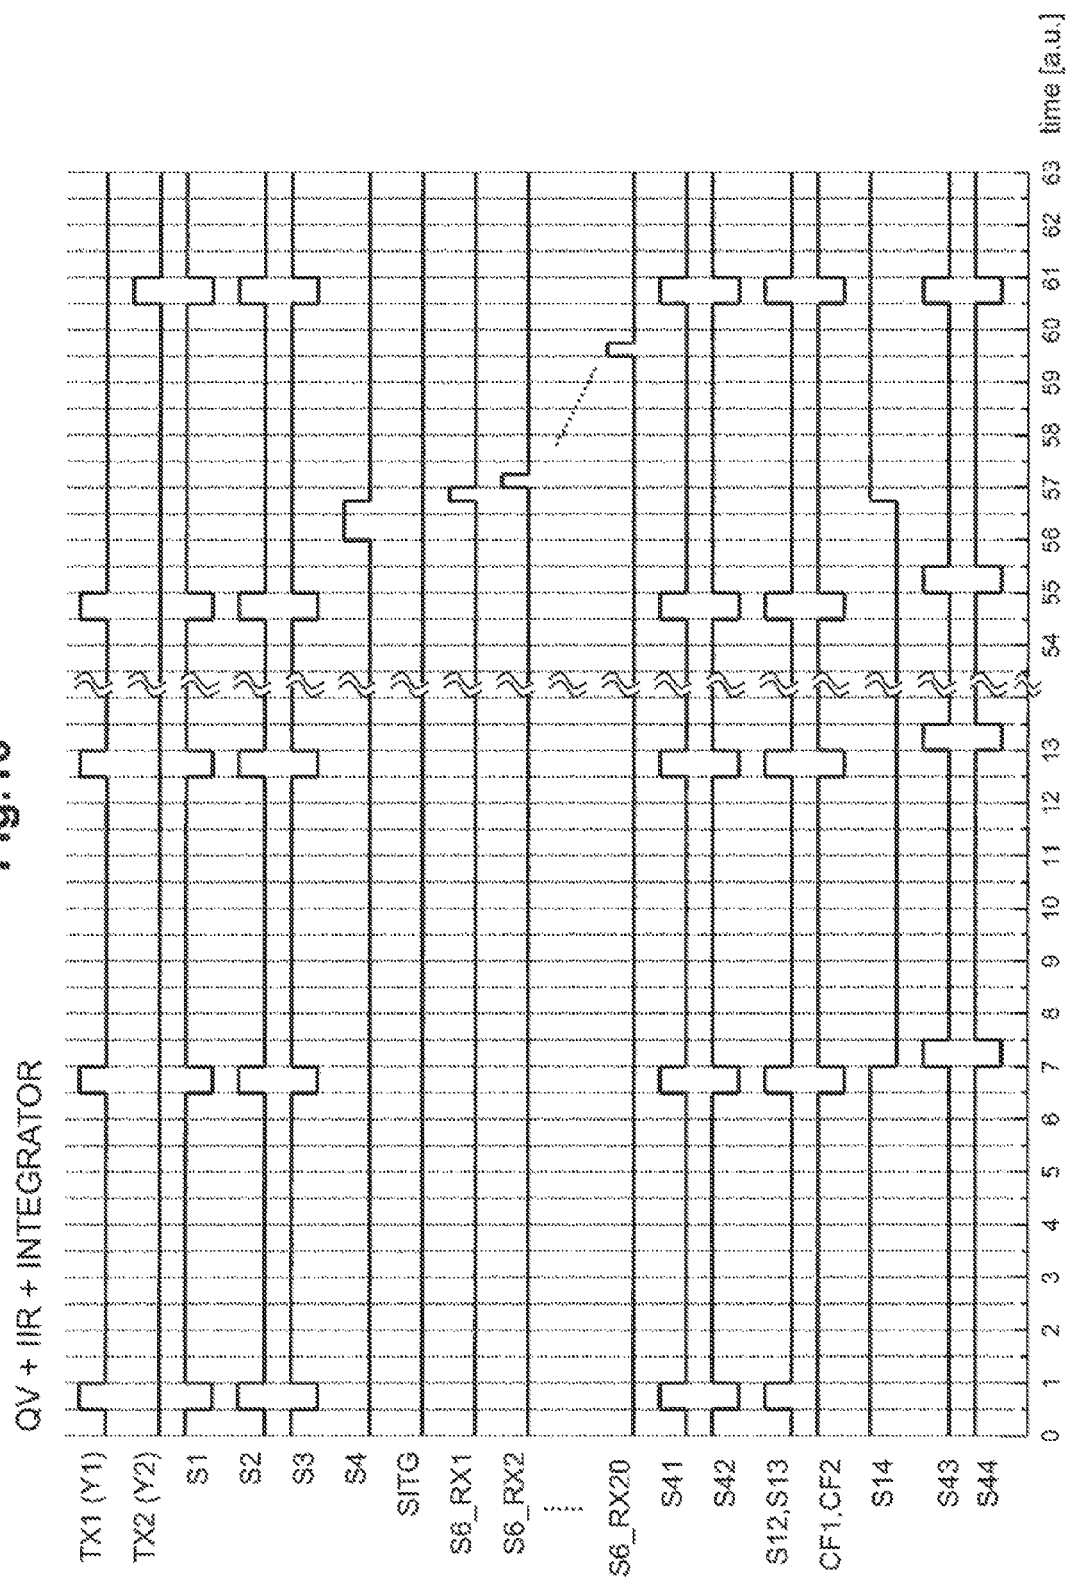 QV + IIR + INTEGRATOR
TX1 (Y1)
TX2 (Y2)
S1
S2
S3
S4
SITG
S6_RX1
S6_RX2
S6_RX20
S41
S42
S12,S13
CF1,CF2
S14
S43
S44
0 1 2 3 4 5 6 7 8 9 10 11 12 13 54 55 56 57 58 59 60 61 62 63 time [a.u.]